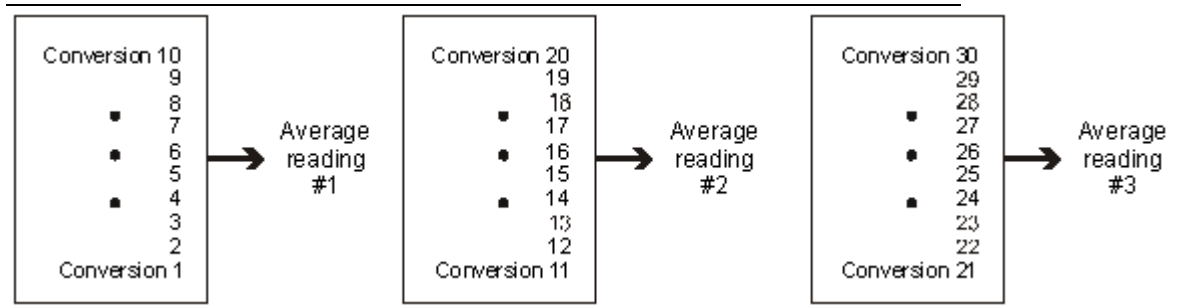 Conversion 10
9
8
7
6
5
4
3
2
Conversion 1
Average
reading
#1
Conversion 20
19
18
17
16
15
14
13
12
Conversion 11
Average
reading
#2
Conversion 30
29
28
27
26
25
24
23
22
Conversion 21
Average
reading
#3